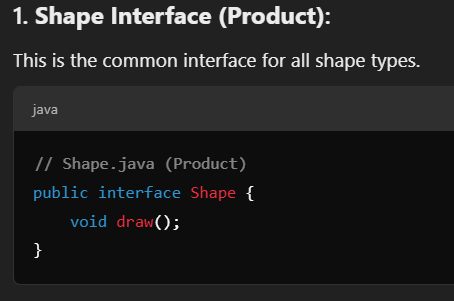 1. Shape Interface (Product):
This is the common interface for all shape types.
java
// Shape.java (Product)
public interface Shape {
    void draw();
}